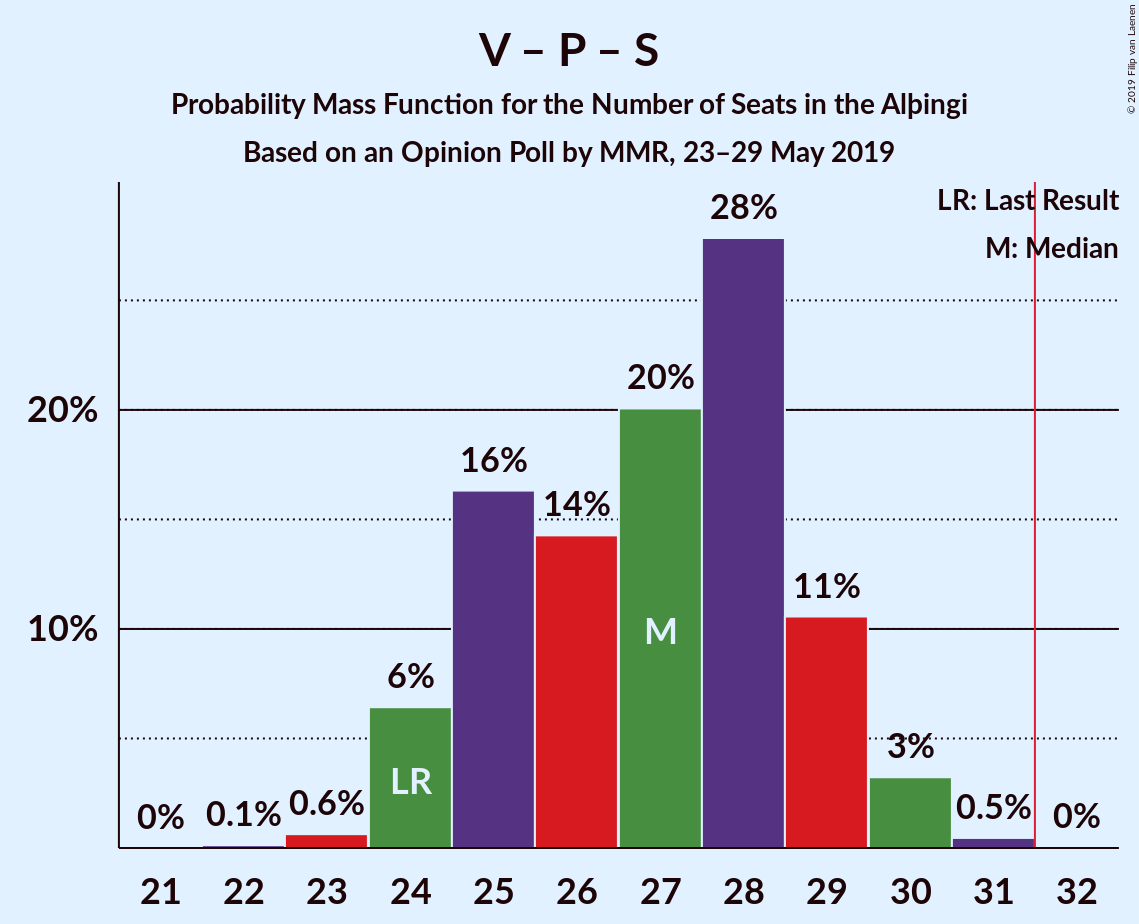 V – P – S
Probability Mass Function for the Number of Seats in the Alþingi
Based on an Opinion Poll by MMR, 23–29 May 2019
© 2019 Filip van Laenen
LR: Last Result
M: Median
28%
20%
16%
14%
11%
6%
3%
0%
0.1%
0.6%
0.5%
0%
20%
10%
M
LR
21 22 23 24 25 26 27 28 29 30 31 32